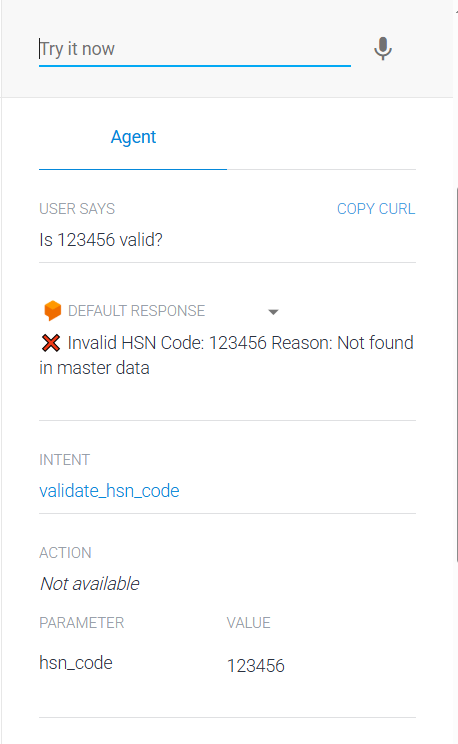 Try it now
Agent
USER SAYS
COPY CURL
Is 123456 valid?
DEFAULT RESPONSE
❌ Invalid HSN Code: 123456 Reason: Not found
in master data
INTENT
validate_hsn_code
ACTION
Not available
PARAMETER
VALUE
hsn_code
123456